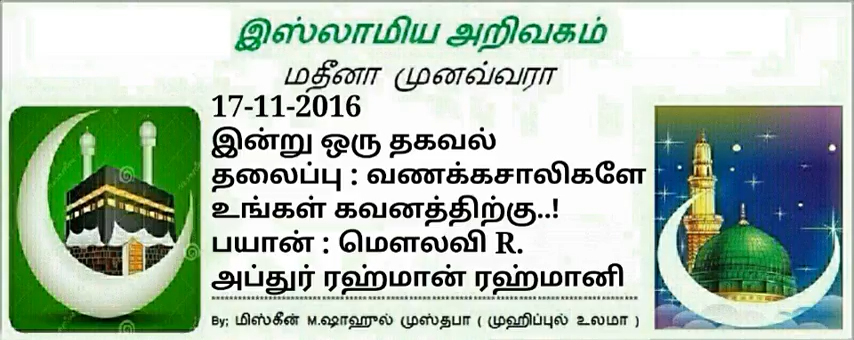 இஸ்லாமிய அறிவகம்
மதீனா முனவ்வரா
17-11-2016
இன்று ஒரு தகவல்
தலைப்பு : வணக்கசாலிகளே
உங்கள் கவனத்திற்கு..!
பயான் : மௌலவி R.
அப்துர் ரஹ்மான் ரஹ்மானி
By; மிஸ்கீன் M.ஷாஹுல் முஸ்தபா ( முஹிப்புல் உலமா )